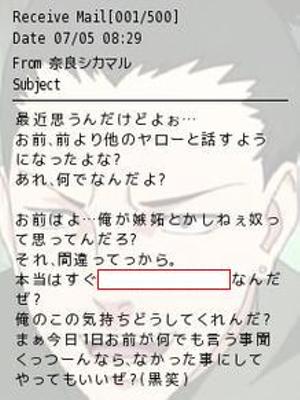 Receive Mail[001/500]
Date 07/05 08:29
From 奈良シカマル
Subject
最近思うんだけどよぉ…
お前､前より他のヤローと話すよう
になったよな?
あれ､何でなんだよ?
お前はよ…俺が嫉妬とかしねぇ奴っ
て思ってんだろ?
それ､間違ってっから｡
本当はすぐ
なんだ
ぜ?
俺のこの気持ちどうしてくれんだ?
まぁ今日1日お前が何でも言う事聞
くっつーんなら､なかった事にして
やってもいいぜ?(黒笑)